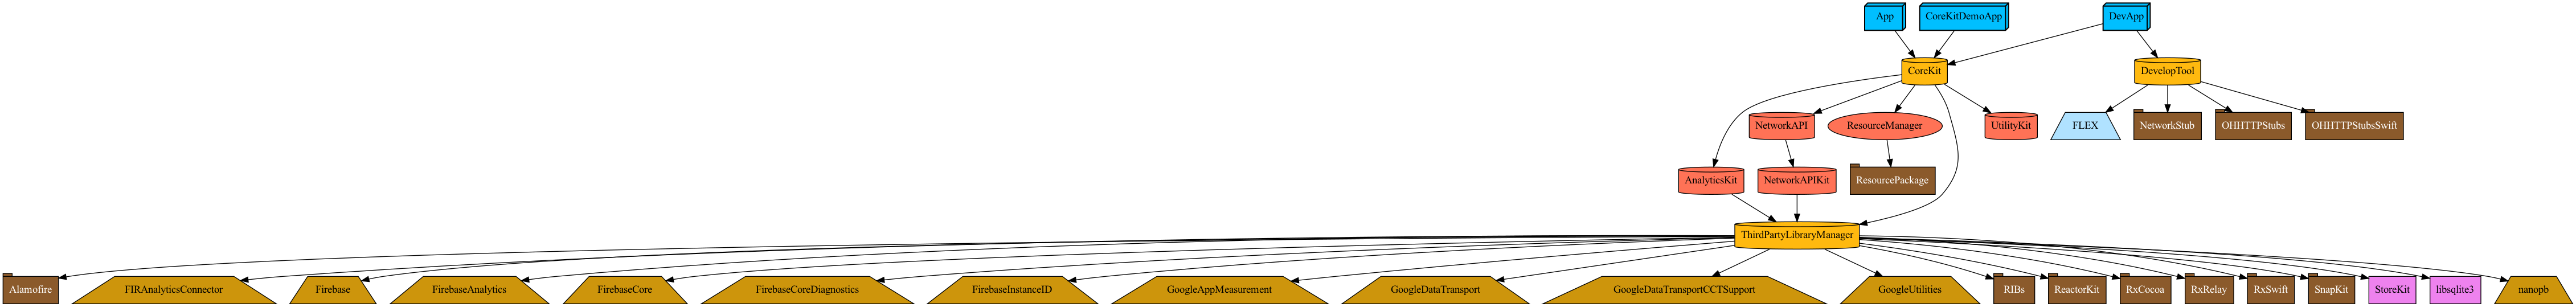 App
CoreKitDemoApp
DevApp
CoreKit
DevelopTool
NetworkAPI
ResourceManager
UtilityKit
FLEX
NetworkStub
OHHTTPStubs
OHHTTPStubsSwift
AnalyticsKit
NetworkAPIKit
ResourcePackage
ThirdPartyLibraryManager
Alamofire
FIRAnalyticsConnector
Firebase
FirebaseAnalytics
FirebaseCore
FirebaseCoreDiagnostics
FirebaseInstanceID
GoogleAppMeasurement
GoogleDataTransport
GoogleDataTransportCCTSupport
GoogleUtilities
RIBs
ReactorKit
RxCocoa
RxRelay
RxSwift
SnapKit
StoreKit
libsqlite3
nanopb